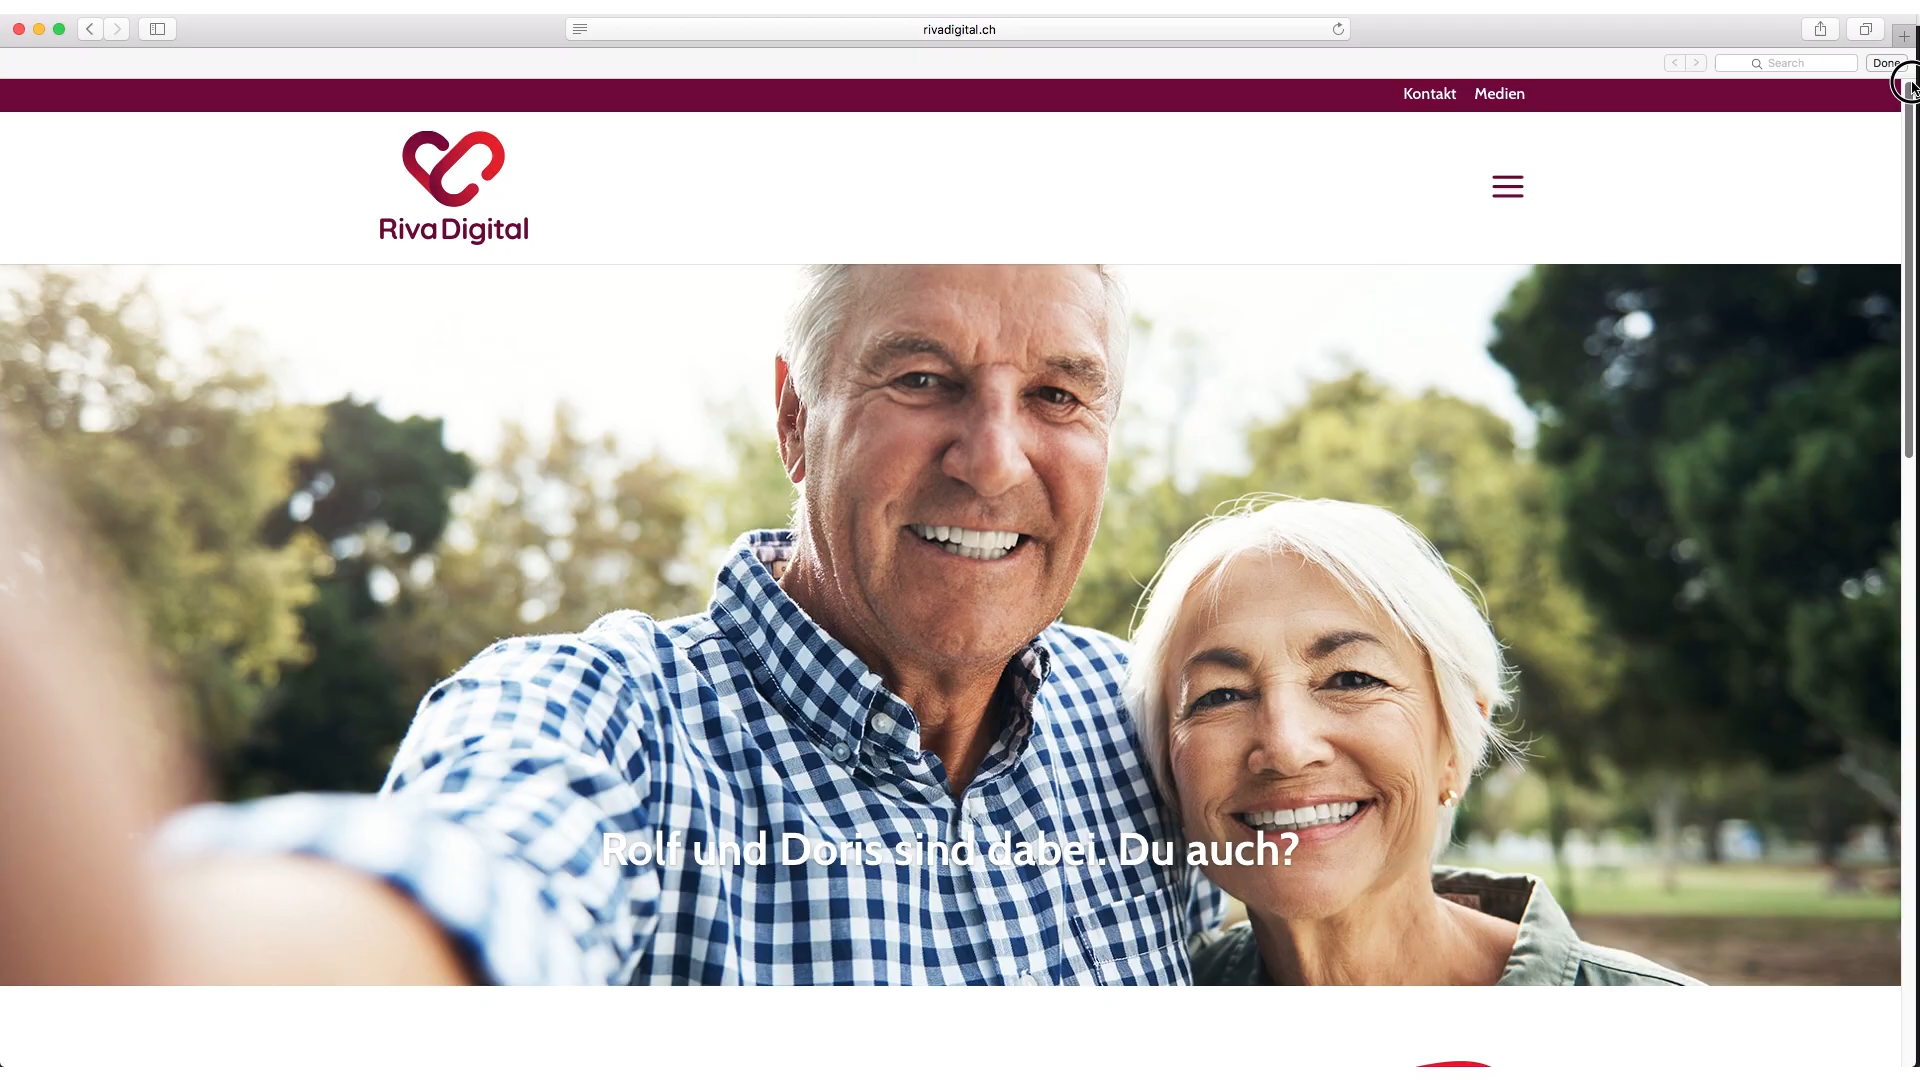 rivadigital.ch
Search
Done
Kontakt Medien
Riva Digital
Rolf und Doris sind dabei. Du auch?